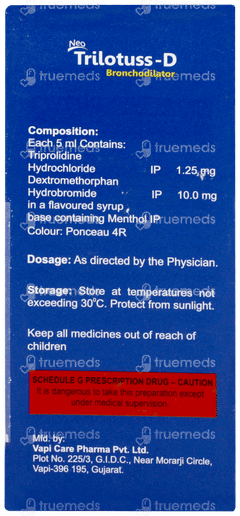 Neo
Trilotuss-D
Bronchodilator
Composition:
Each 5 ml Contains:
Triprolidine
Hydrochloride IP 1.25 mg
Dextromethorphan
Hydrobromide IP 10.0 mg
in a flavoured syrup
base containing Menthol IP
Colour: Ponceau 4R
Dosage: As directed by the Physician.
Storage: Store at temperatures not
exceeding 30°C. Protect from sunlight.
Keep all medicines out of reach of
children
SCHEDULE G PRESCRIPTION DRUG – CAUTION
It is dangerous to take this preparation except
under medical supervision.
Mfd. by:
Vapi Care Pharma Pvt. Ltd.
Plot No. 225/3, G.I.D.C., Near Morarji Circle,
Vapi-396 195, Gujarat.
truemeds